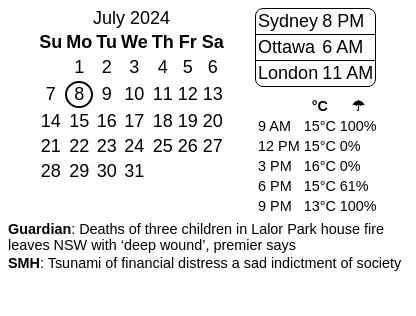 July 2024
Su Mo Tu We Th Fr Sa
1 2 3 4 5 6
7 8 9 10 11 12 13
14 15 16 17 18 19 20
21 22 23 24 25 26 27
28 29 30 31
Sydney 8 PM
Ottawa 6 AM
London 11 AM
°C ☂
9 AM 15°C 100%
12 PM 15°C 0%
3 PM 16°C 0%
6 PM 15°C 61%
9 PM 13°C 100%
Guardian: Deaths of three children in Lalor Park house fire
leaves NSW with ‘deep wound’, premier says
SMH: Tsunami of financial distress a sad indictment of society